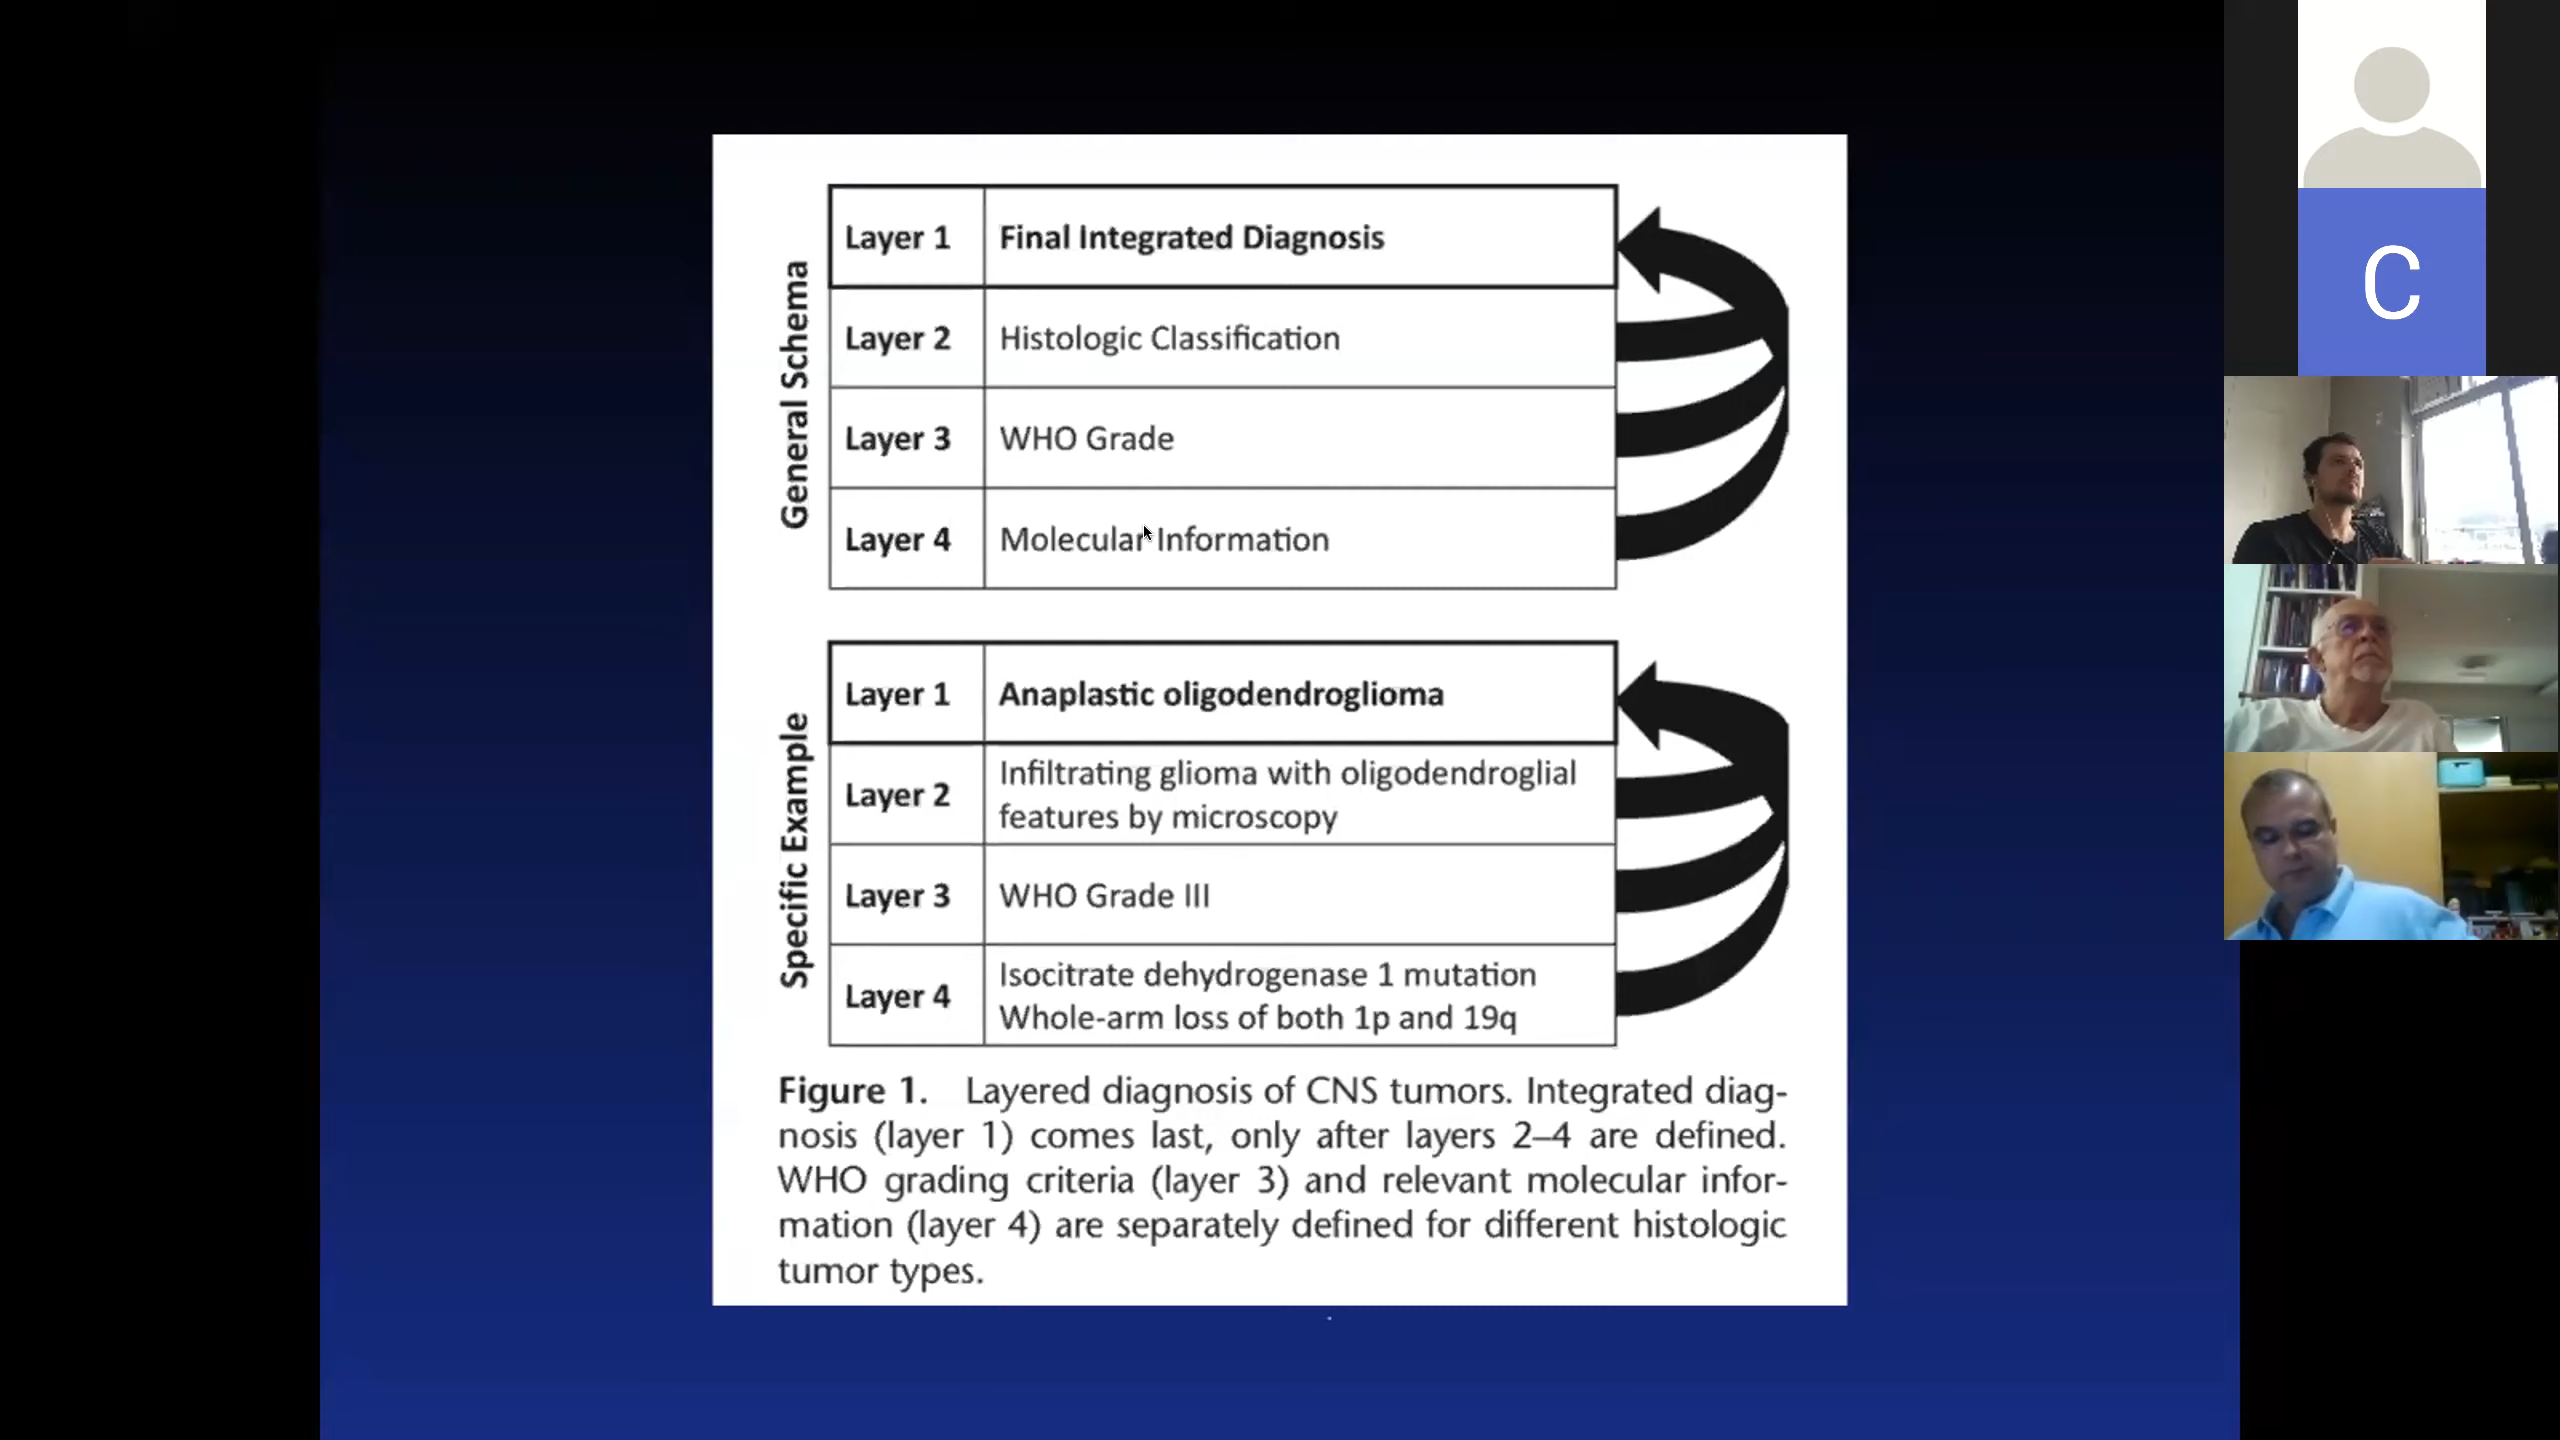 General Schema
Layer 1 Final Integrated Diagnosis
Layer 2 Histologic Classification
Layer 3 WHO Grade
Layer 4 Molecular Information
Specific Example
Layer 1 Anaplastic oligodendroglioma
Layer 2 Infiltrating glioma with oligodendroglial
features by microscopy
Layer 3 WHO Grade III
Layer 4 Isocitrate dehydrogenase 1 mutation
Whole-arm loss of both 1p and 19q
Figure 1. Layered diagnosis of CNS tumors. Integrated diag-
nosis (layer 1) comes last, only after layers 2–4 are defined.
WHO grading criteria (layer 3) and relevant molecular infor-
mation (layer 4) are separately defined for different histologic
tumor types.
C